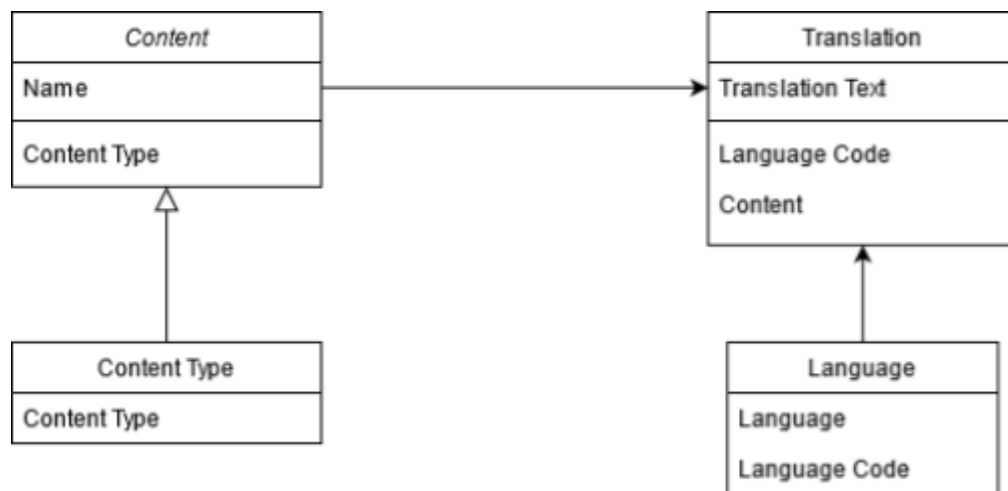 Content
Name
Content Type
Translation
Translation Text
Language Code
Content
Content Type
Content Type
Language
Language
Language Code